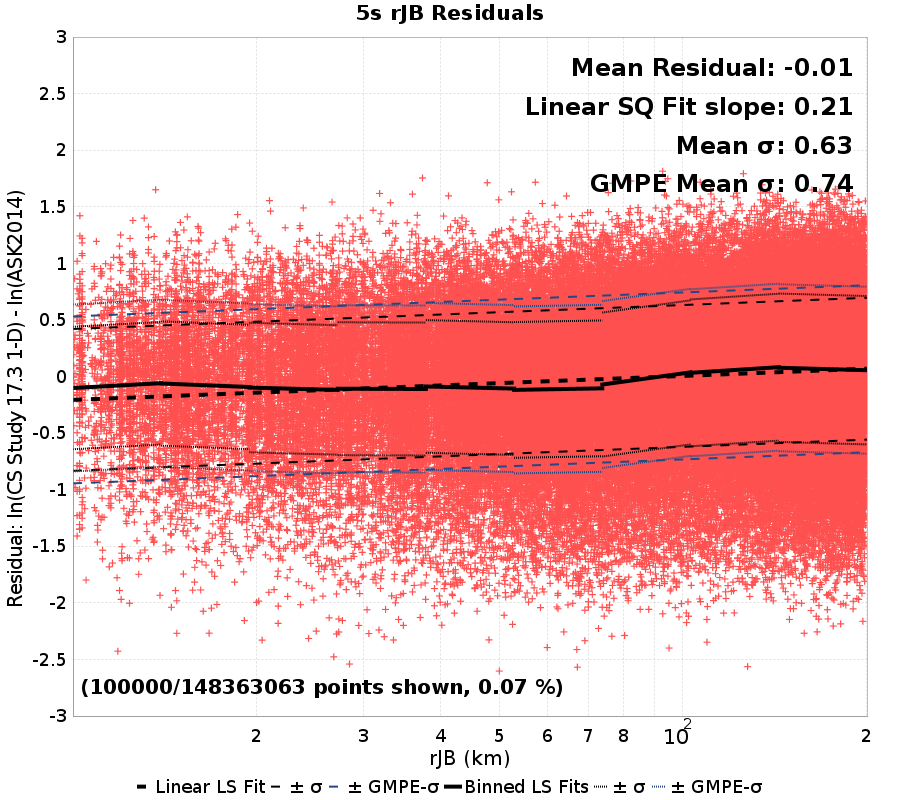 5s rJB Residuals
Mean Residual: -0.01
Linear SQ Fit slope: 0.21
Mean σ: 0.63
GMPE Mean σ: 0.74
Residual: ln(CS Study 17.3 1-D) - ln(ASK2014)
3
2.5
2
1.5
1
0.5
0
-0.5
-1
-1.5
-2
-2.5
-3
(100000/148363063 points shown, 0.07 %)
2 3 4 5 6 7 8 10² 2
rJB (km)
Linear LS Fit ± σ ± GMPE-σ Binned LS Fits ± σ ± GMPE-σ